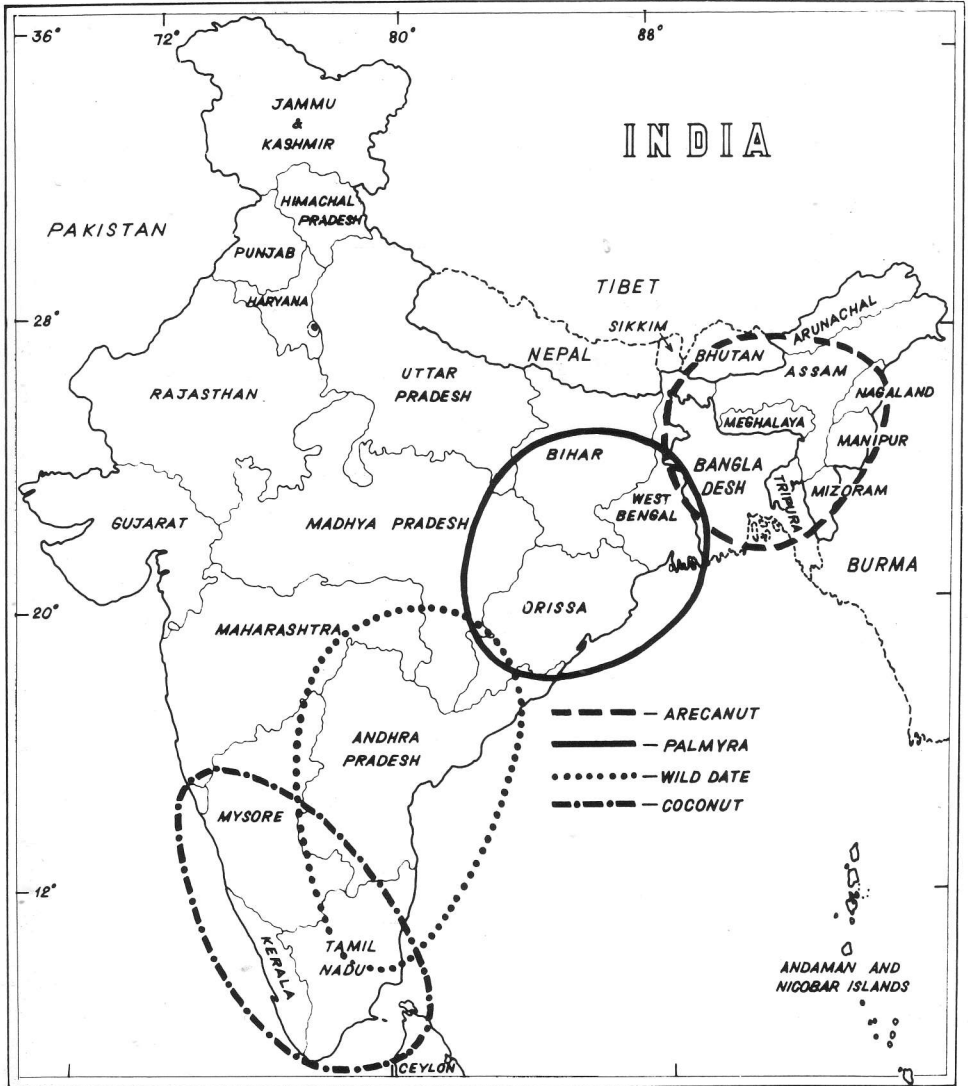 36°
72°
80°
88°
INDIA
JAMMU
&
KASHMIR
HIMACHAL
PRADESH
PAKISTAN
PUNJAB
HARYANA
TIBET
28°
SIKKIM
NEPAL
BHUTAN
ARUNACHAL
ASSAM
RAJASTHAN
UTTAR
PRADESH
NAGALAND
MEGHALAYA
MANIPUR
BIHAR
BANGLA
DESH
TRIPURA
MIZORAM
WEST
BENGAL
GUJARAT
MADHYA PRADESH
BURMA
20°
ORISSA
MAHARASHTRA
— ARECANUT
— PALMYRA
— WILD DATE
— COCONUT
ANDHRA
PRADESH
MYSORE
12°
KERALA
TAMIL
NADU
ANDAMAN AND
NICOBAR ISLANDS
CEYLON